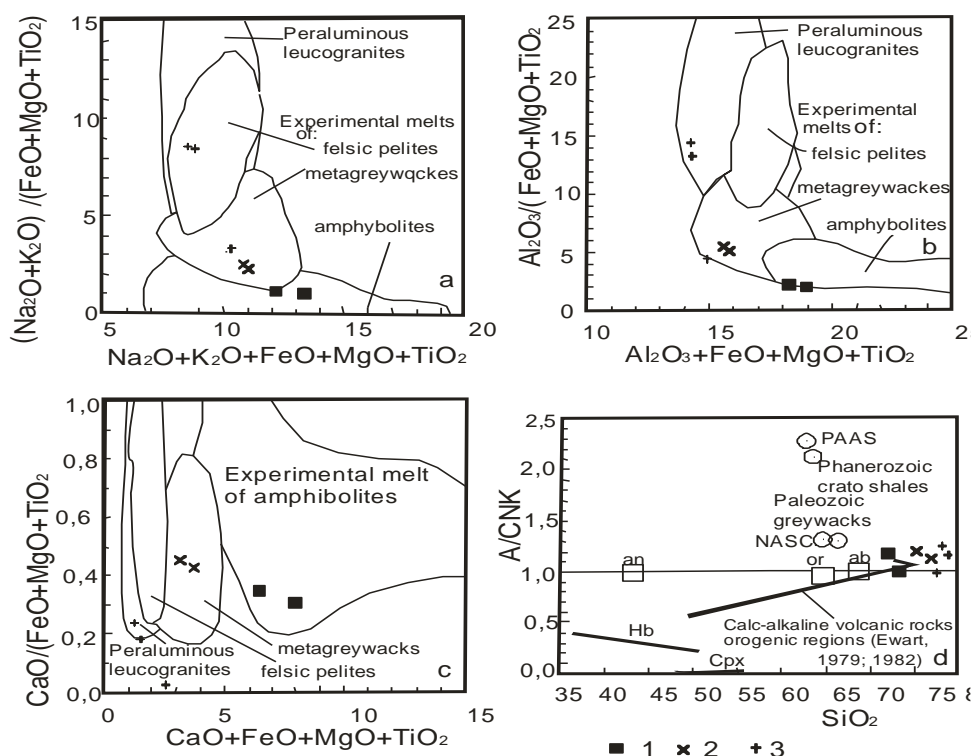 15
10
5
0
5
10
15
20
(Na2O+K2O) /(FeO+MgO+TiO2
Na2O+K2O+FeO+MgO+TiO2
Peraluminous
leucogranites
Experimental melts
of:
felsic pelites
metagreywqckes
amphybolites
a
25
20
15
10
5
0
10
15
20
2
Al2O3/( FeO+MgO+TiO2
Al2O3+FeO+MgO+TiO2
Peraluminous
leucogranites
Experimental
melts of:
felsic pelites
metagreywackes
amphybolites
b
1,0
0,8
0,6
0,4
0,2
0,0
0
5
10
15
CaO/(FeO+MgO+TiO2
CaO+FeO+MgO+TiO2
Experimental melt
of amphibolites
Peraluminous
leucogranites
metagreywacks
felsic pelites
c
2,5
2,0
1,5
1.0
0.5
0,0
35
40
50
60
65
70
75 8
A/CNK
SiO2
PAAS
Phanerozoic
crato shales
Paleozoic
greywacks
NASC
an
or
ab
Hb
Cpx
Calc-alkaline volcanic rocks
orogenic regions (Ewart,
1979; 1982)
d
1 2 3